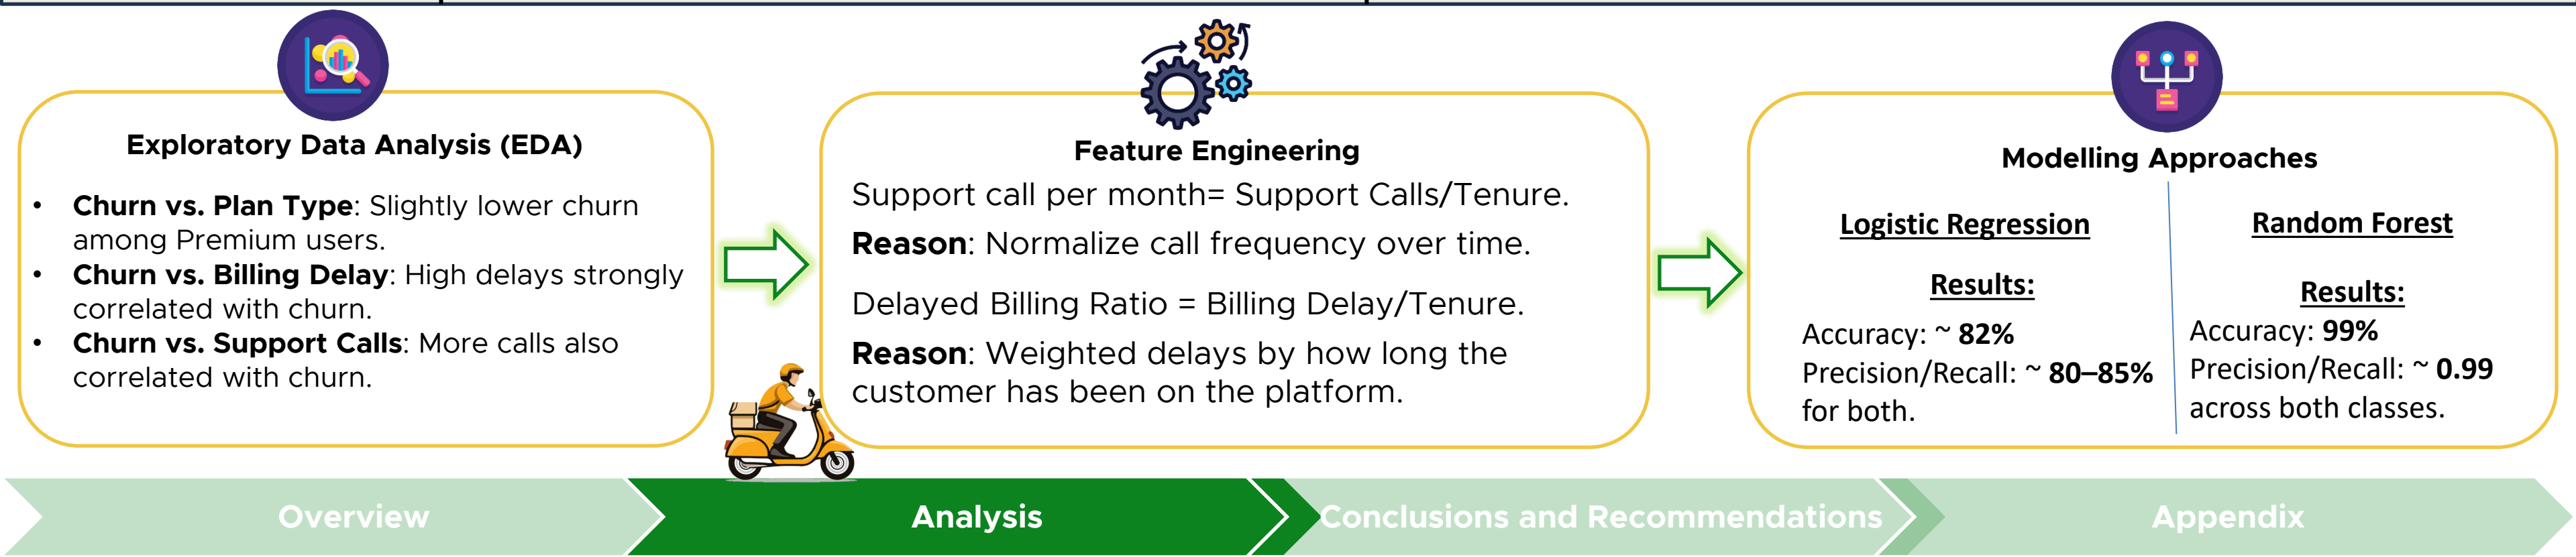 Exploratory Data Analysis (EDA)
• Churn vs. Plan Type: Slightly lower churn
among Premium users.
• Churn vs. Billing Delay: High delays strongly
correlated with churn.
• Churn vs. Support Calls: More calls also
correlated with churn.
Feature Engineering
Support call per month= Support Calls/Tenure.
Reason: Normalize call frequency over time.
Delayed Billing Ratio = Billing Delay/Tenure.
Reason: Weighted delays by how long the
customer has been on the platform.
Modelling Approaches
Logistic Regression
Results:
Accuracy: ~ 82%
Precision/Recall: ~ 80–85%
for both.
Random Forest
Results:
Accuracy: 99%
Precision/Recall: ~ 0.99
across both classes.
Overview
Analysis
Conclusions and Recommendations
Appendix